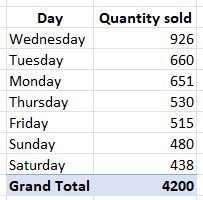 Day Quantity sold
Wednesday 926
Tuesday 660
Monday 651
Thursday 530
Friday 515
Sunday 480
Saturday 438
Grand Total 4200